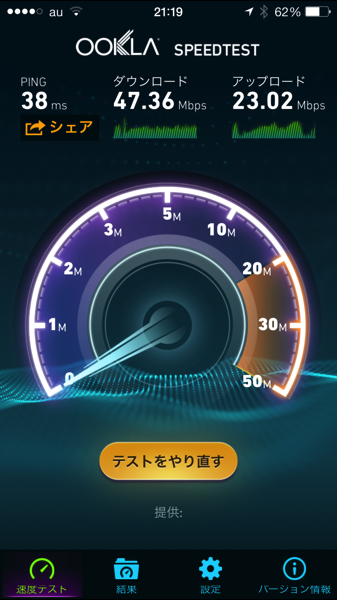 au 21:19 62%
OOKLA SPEEDTEST
PING ダウンロード アップロード
38 ms 47.36 Mbps 23.02 Mbps
シェア
5M
3M 10M
2M 20M
1M 30M
0 50M
テストをやり直す
提供:
速度テスト 結果 設定 バージョン情報